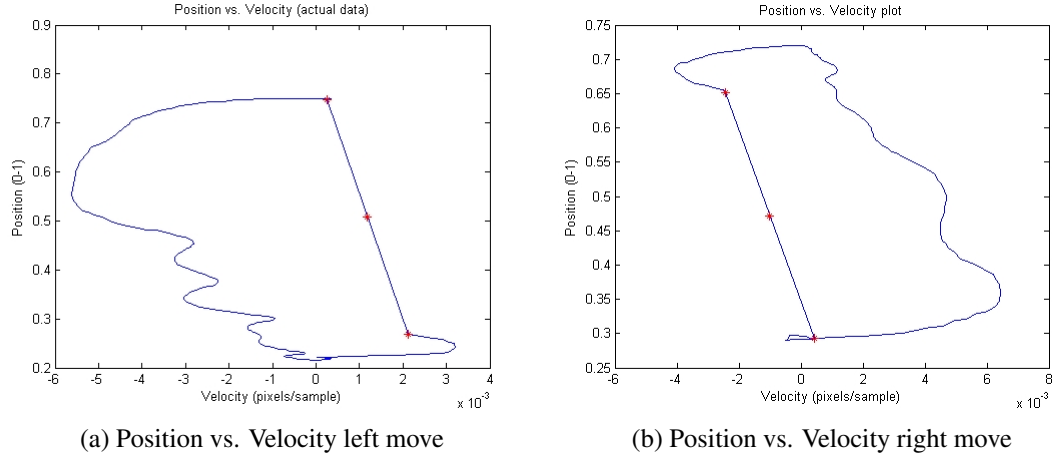 Position vs. Velocity (actual data)
0.9
0.8
0.7
0.6
0.5
0.4
0.3
0.2
Position (0-1)
-6 -5 -4 -3 -2 -1 0 1 2 3 4
Velocity (pixels/sample)
x 10⁻³
(a) Position vs. Velocity left move
Position vs. Velocity plot
0.75
0.7
0.65
0.6
0.55
0.5
0.45
0.4
0.35
0.3
0.25
Position (0-1)
-6 -4 -2 0 2 4 6 8
Velocity (pixels/sample)
x 10⁻³
(b) Position vs. Velocity right move